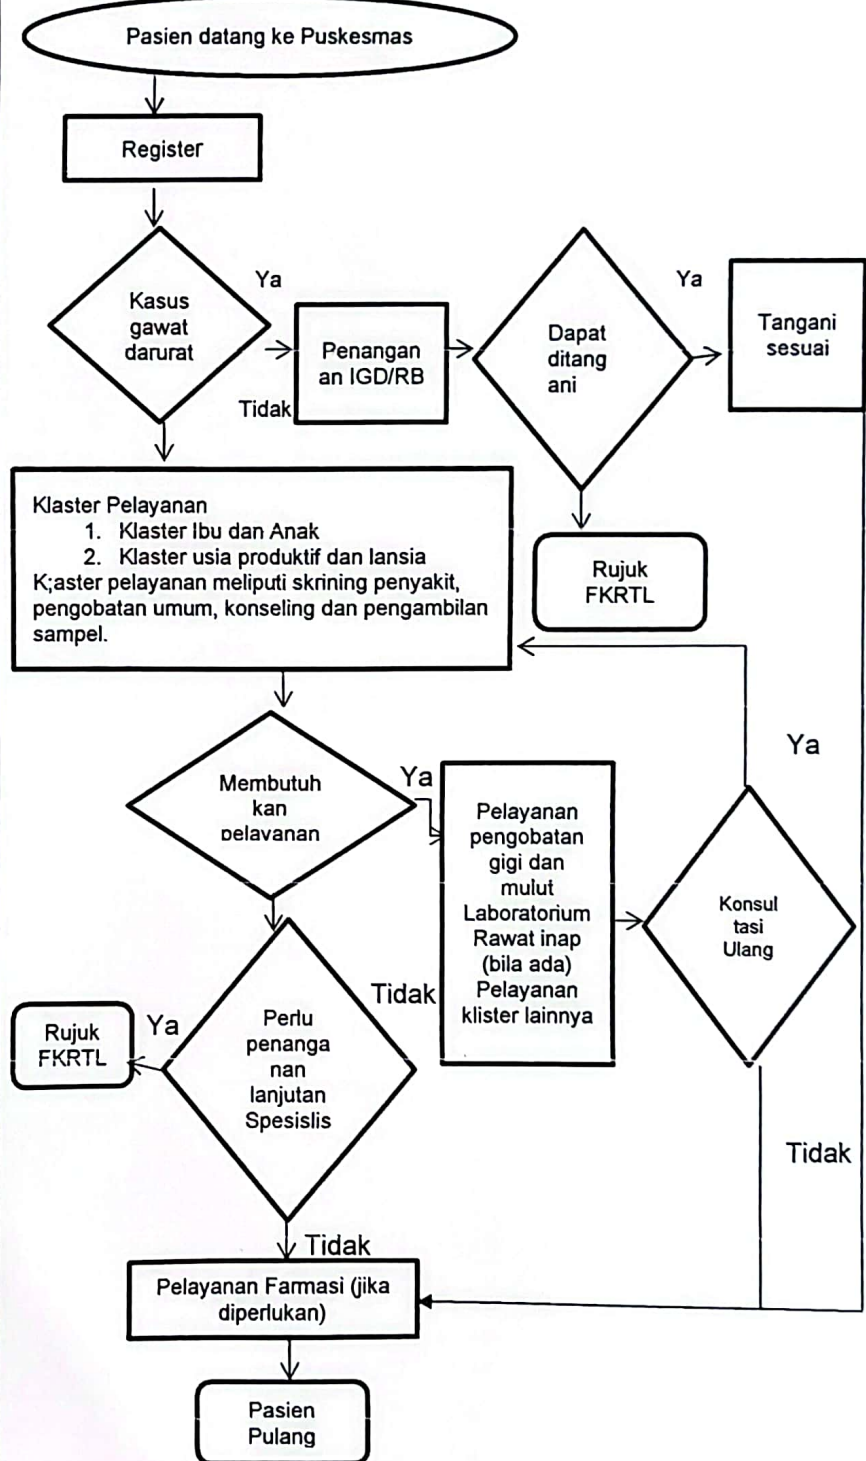 Pasien datang ke Puskesmas
Register
Kasus
gawat
darurat
Ya
Tidak
Penangan
an IGD/RB
Dapat
ditang
ani
Ya
Tangani
sesuai
Rujuk
FKRTL
Klaster Pelayanan
1. Klaster Ibu dan Anak
2. Klaster usia produktif dan lansia
K;aster pelayanan meliputi skrining penyakit,
pengobatan umum, konseling dan pengambilan
sampel.
Membutuh
kan
pelayanan
Ya
Tidak
Pelayanan
pengobatan
gigi dan
mulut
Laboratorium
Rawat inap
(bila ada)
Pelayanan
klister lainnya
Konsul
tasi
Ulang
Ya
Tidak
Perlu
penanga
nan
lanjutan
Spesislis
Ya
Rujuk
FKRTL
Tidak
Pelayanan Farmasi (jika
diperlukan)
Pasien
Pulang